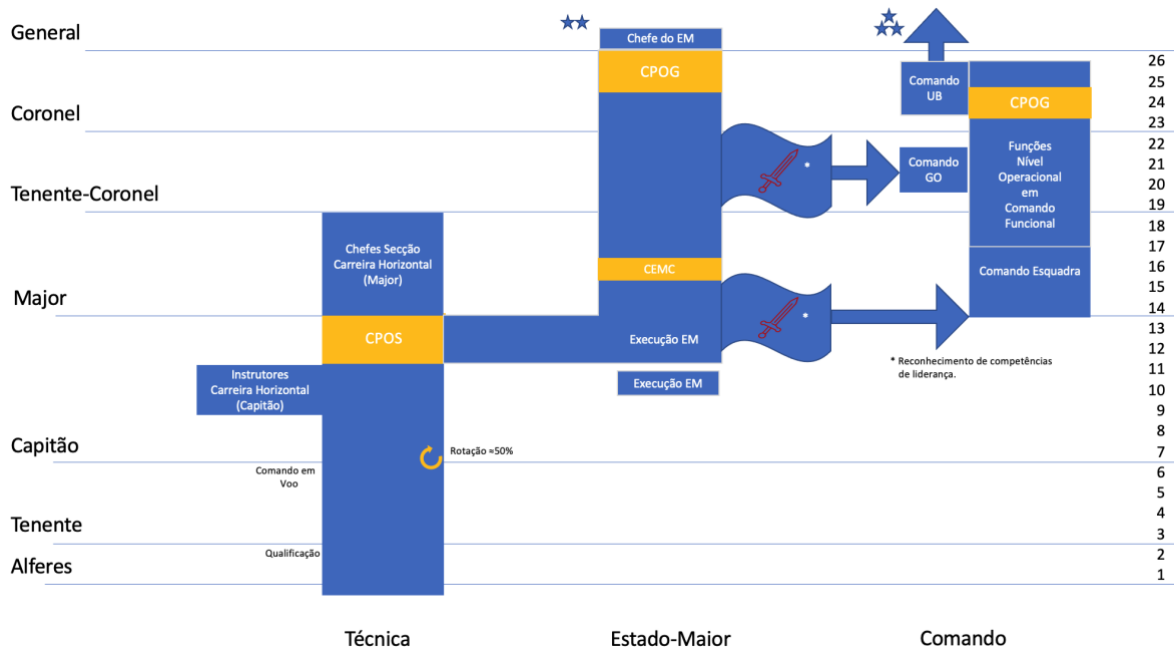 General
Chefe do EM
CPOG
26
Comando
UB
25
CPOG
24
Coronel
23
22
Funções
Nível
Operacional
em
Comando
Funcional
Comando
GO
*
21
20
Tenente-Coronel
19
18
Chefes Secção
Carreira Horizontal
(Major)
17
CEMC
16
Comando Esquadra
15
Major
14
*
13
CPOS
Execução EM
12
* Reconhecimento de competências
de liderança.
11
Instrutores
Carreira Horizontal
(Capitão)
Execução EM
10
9
8
Capitão
Rotação ≈50%
7
Comando em
Voo
6
5
4
Tenente
3
Qualificação
2
Alferes
1
Técnica
Estado-Maior
Comando